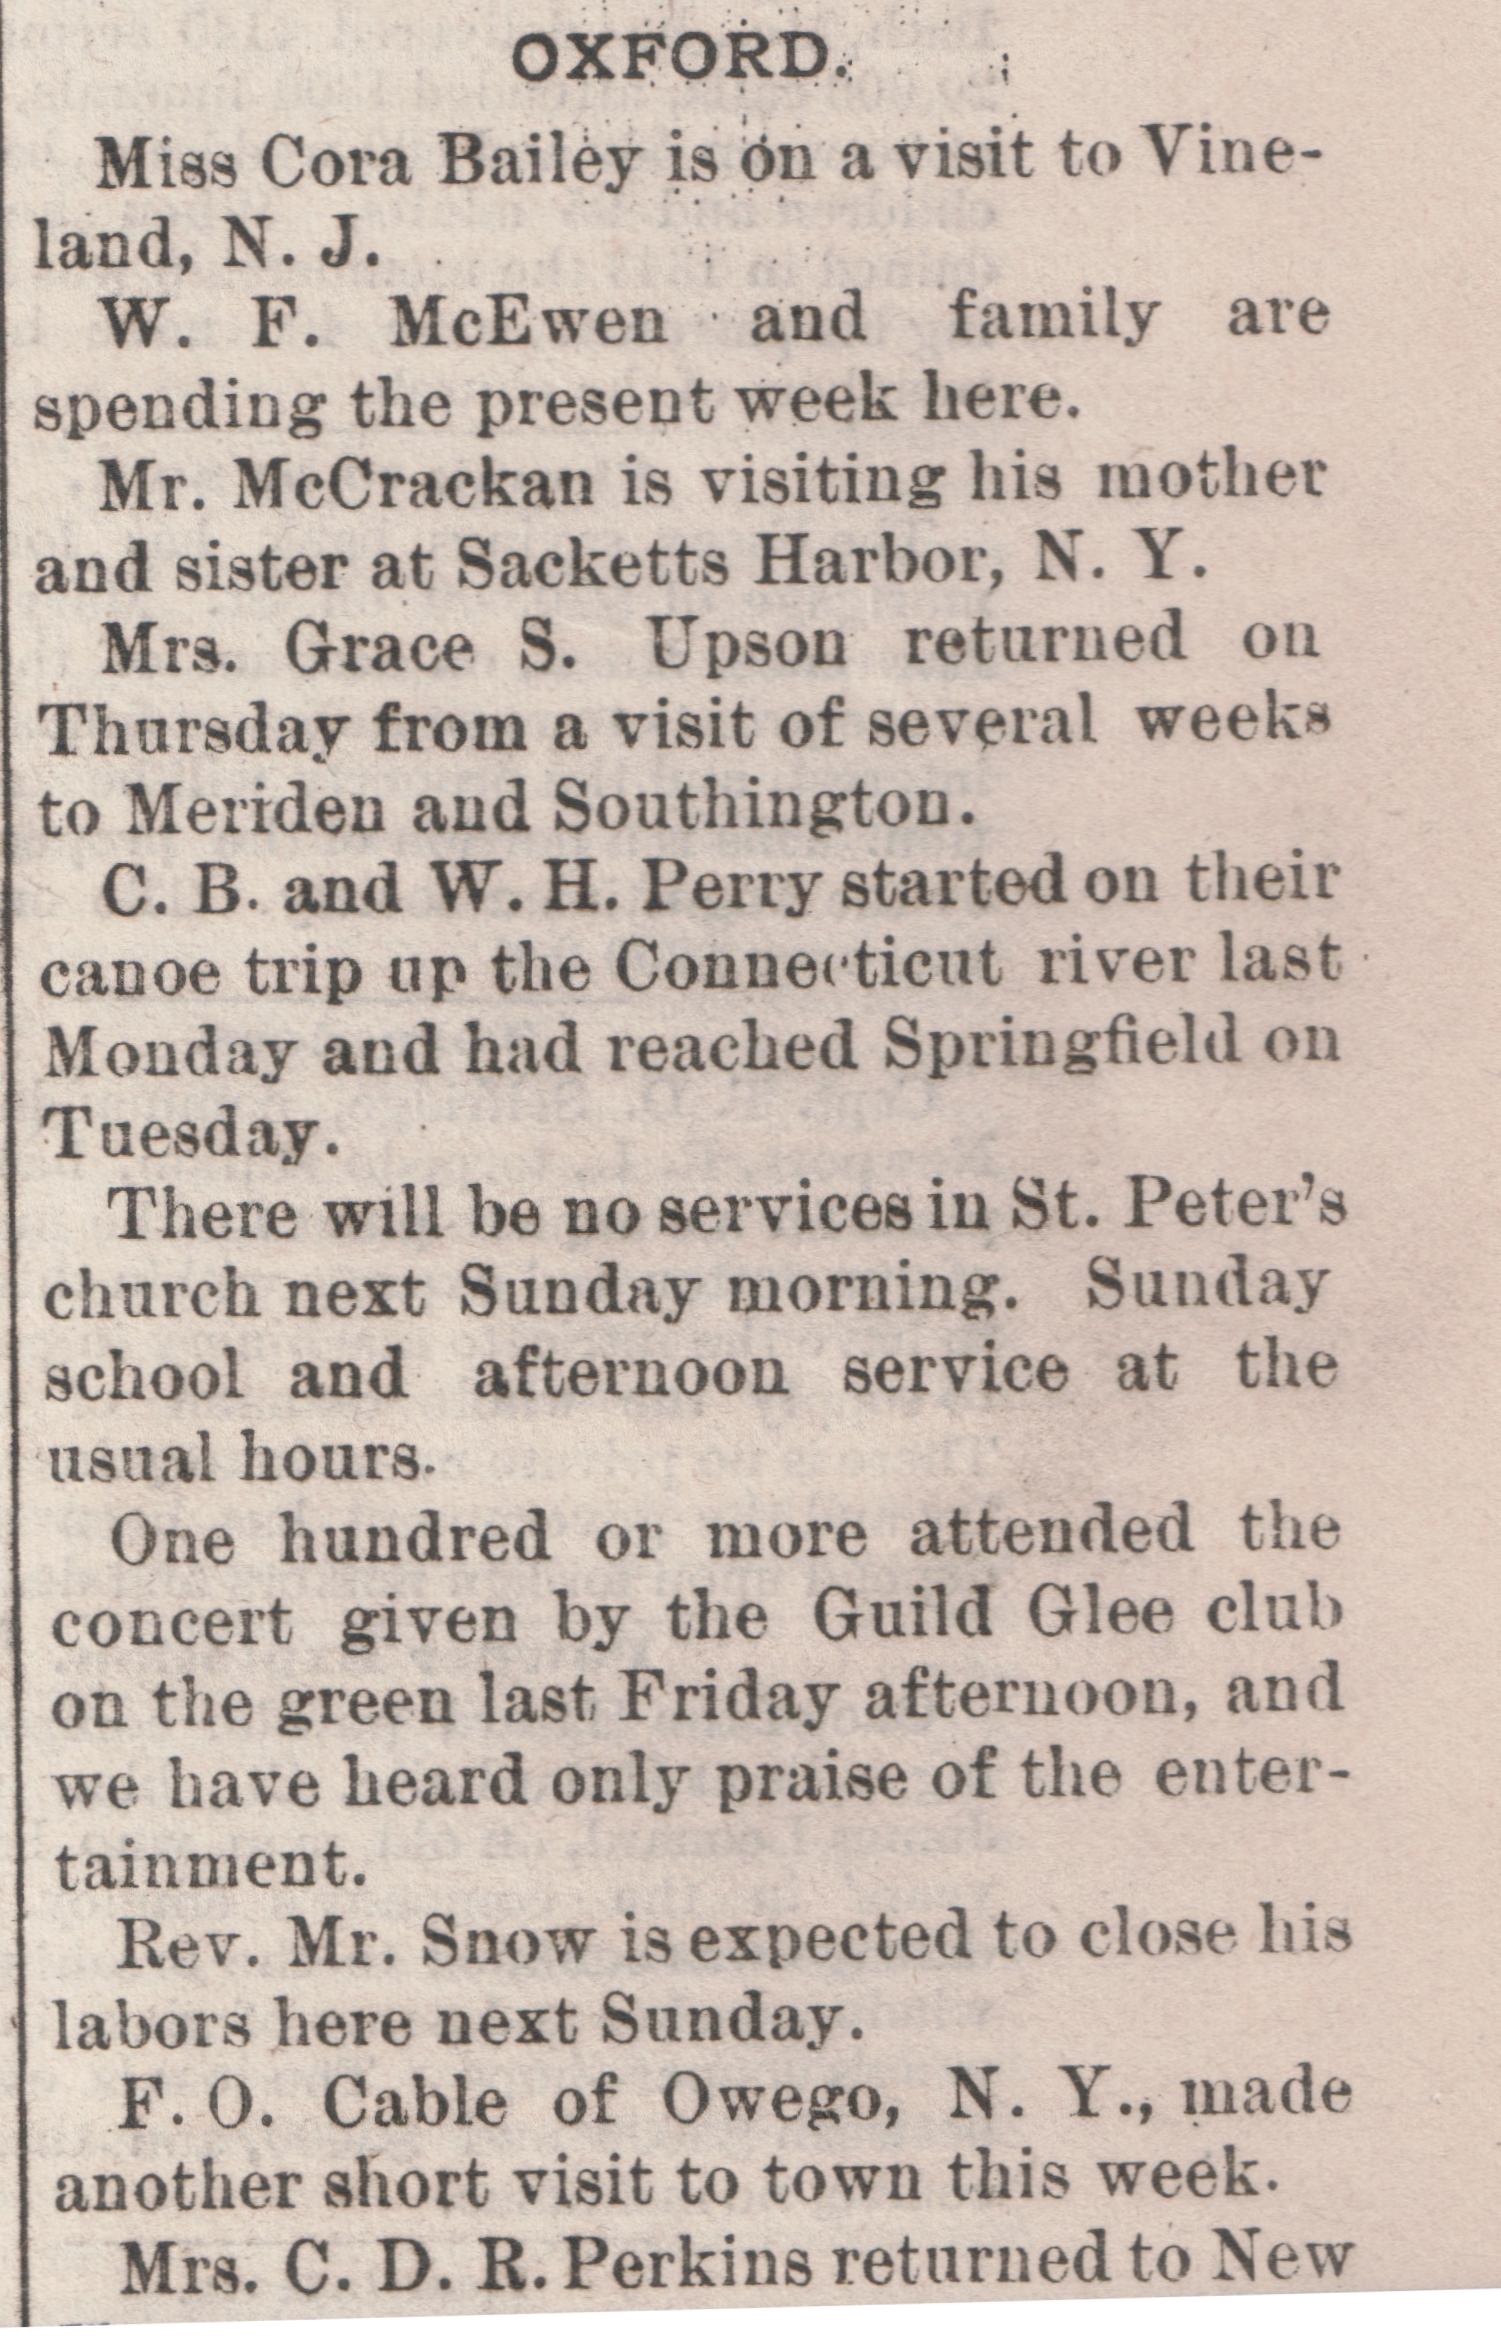 OXFORD.
Miss Cora Bailey is on a visit to Vine-
land, N. J.
W. F. McEwen and family are
spending the present week here.
Mr. McCrackan is visiting his mother
and sister at Sacketts Harbor, N. Y.
Mrs. Grace S. Upson returned on
Thursday from a visit of several weeks
to Meriden and Southington.
C. B. and W. H. Perry started on their
canoe trip up the Connecticut river last
Monday and had reached Springfield on
Tuesday.
There will be no services in St. Peter's
church next Sunday morning. Sunday
school and afternoon service at the
usual hours.
One hundred or more attended the
concert given by the Guild Glee club
on the green last Friday afternoon, and
we have heard only praise of the enter-
tainment.
Rev. Mr. Snow is expected to close his
labors here next Sunday.
F. O. Cable of Owego, N. Y., made
another short visit to town this week.
Mrs. C. D. R. Perkins returned to New